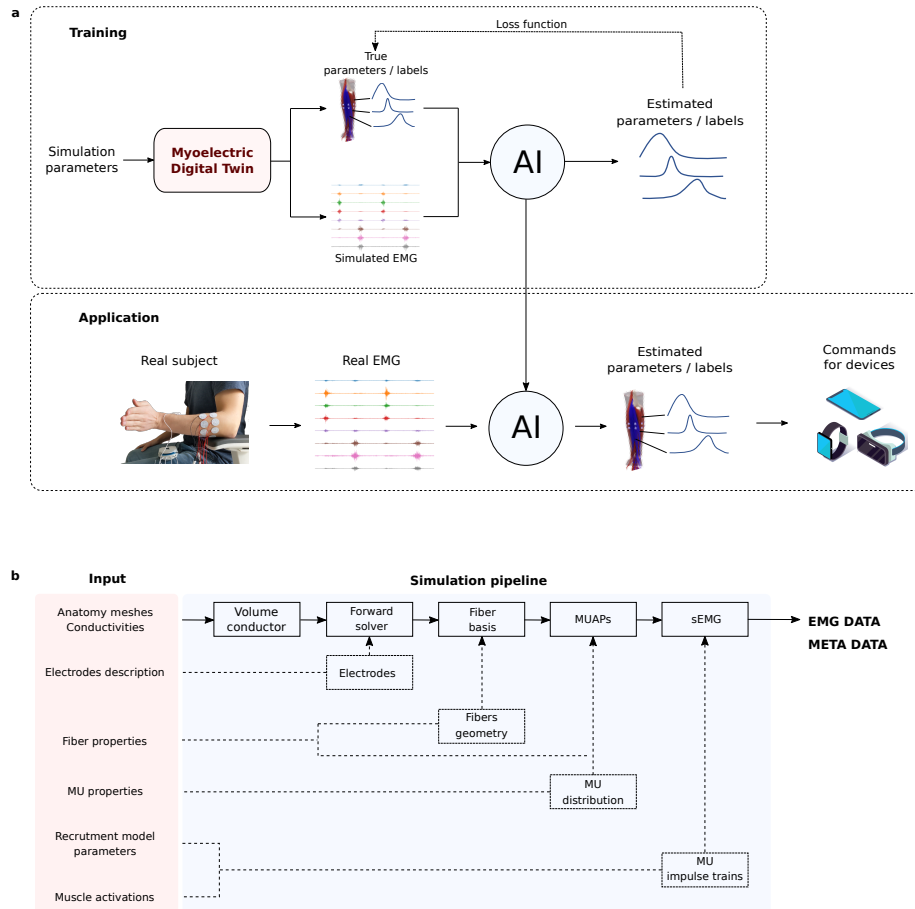 a
Training
Loss function
True
parameters / labels
Estimated
parameters / labels
Simulation
parameters
Myoelectric
Digital Twin
AI
Simulated EMG
Application
Real subject
Real EMG
AI
Estimated
parameters / labels
Commands
for devices
b
Input
Simulation pipeline
Anatomy meshes
Conductivities
Volume
conductor
Forward
solver
Fiber
basis
MUAPs
sEMG
EMG DATA
META DATA
Electrodes description
Electrodes
Fiber properties
Fibers
geometry
MU properties
MU
distribution
Recrutment model
parameters
MU
impulse trains
Muscle activations